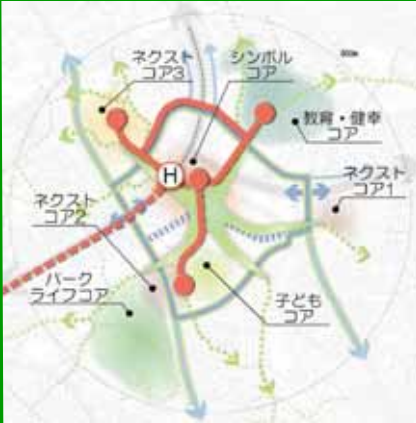 ネクスト
コア3
シンボル
コア
教育・健幸
コア
H
ネクスト
コア1
ネクスト
コア2
パーク
ライフコア
子ども
コア